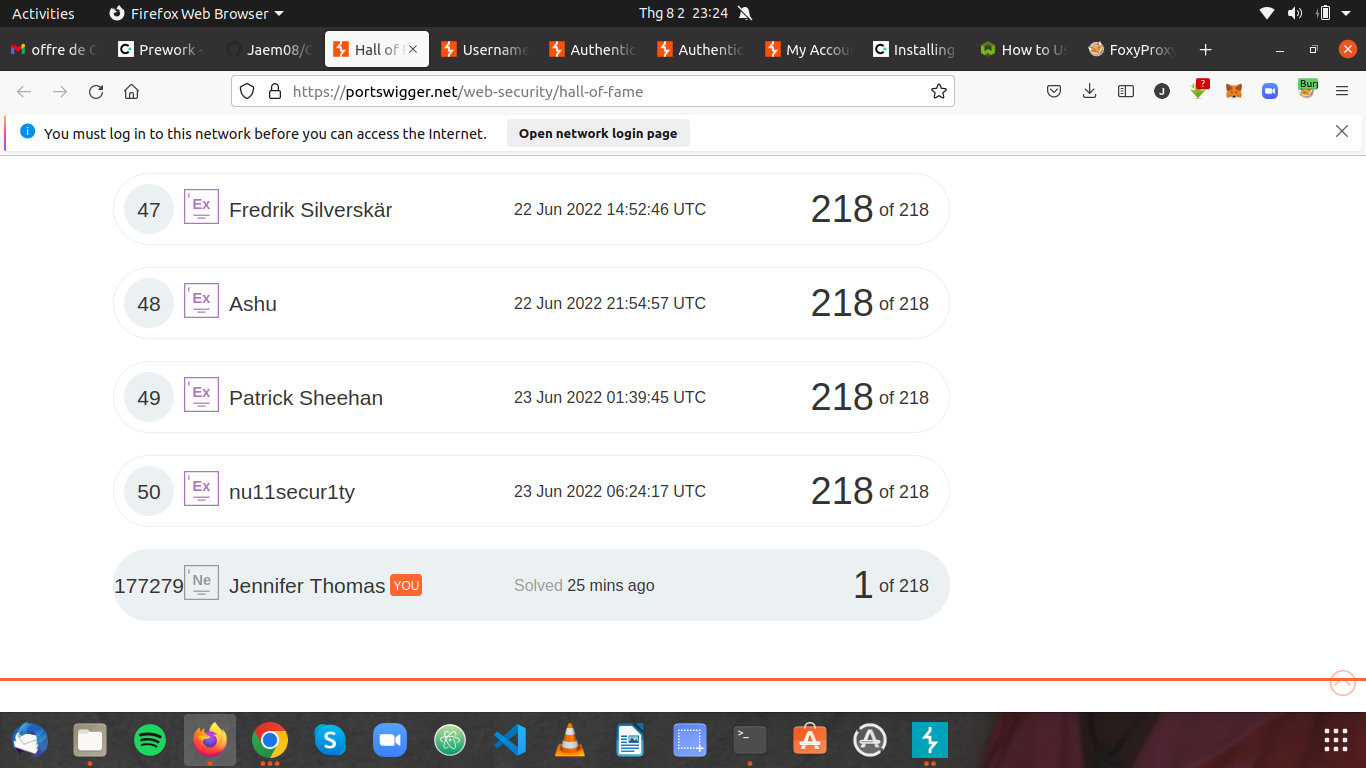 Activities Firefox Web Browser Thg 8 2 23:24
offre de C Prework - Jaem08/C Hall of F Username Authentic Authentic My Accou Installing How to Us FoxyProxy
https://portswigger.net/web-security/hall-of-fame J ? Burp
You must log in to this network before you can access the Internet. Open network login page
47 Ex Fredrik Silverskär 22 Jun 2022 14:52:46 UTC 218 of 218
48 Ex Ashu 22 Jun 2022 21:54:57 UTC 218 of 218
49 Ex Patrick Sheehan 23 Jun 2022 01:39:45 UTC 218 of 218
50 Ex nu11secur1ty 23 Jun 2022 06:24:17 UTC 218 of 218
177279 Ne Jennifer Thomas YOU Solved 25 mins ago 1 of 218